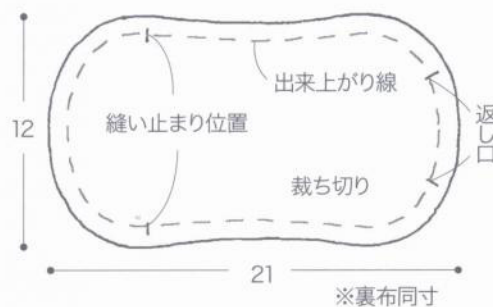 出来上がり線
12
縫い止まり位置
返し口
裁ち切り
21
※裏布同寸